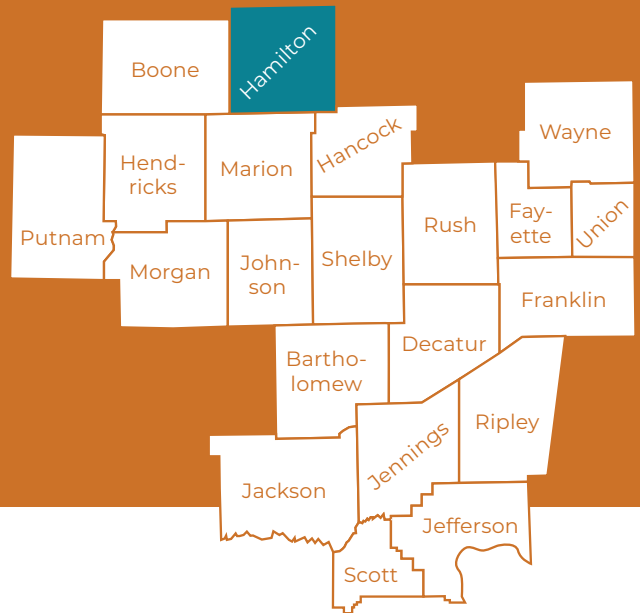 Boone
Hamilton
Wayne
Hend-
ricks
Marion
Hancock
Putnam
Rush
Fay-
ette
Union
Morgan
John-
son
Shelby
Franklin
Bartho-
lomew
Decatur
Ripley
Jennings
Jackson
Jefferson
Scott